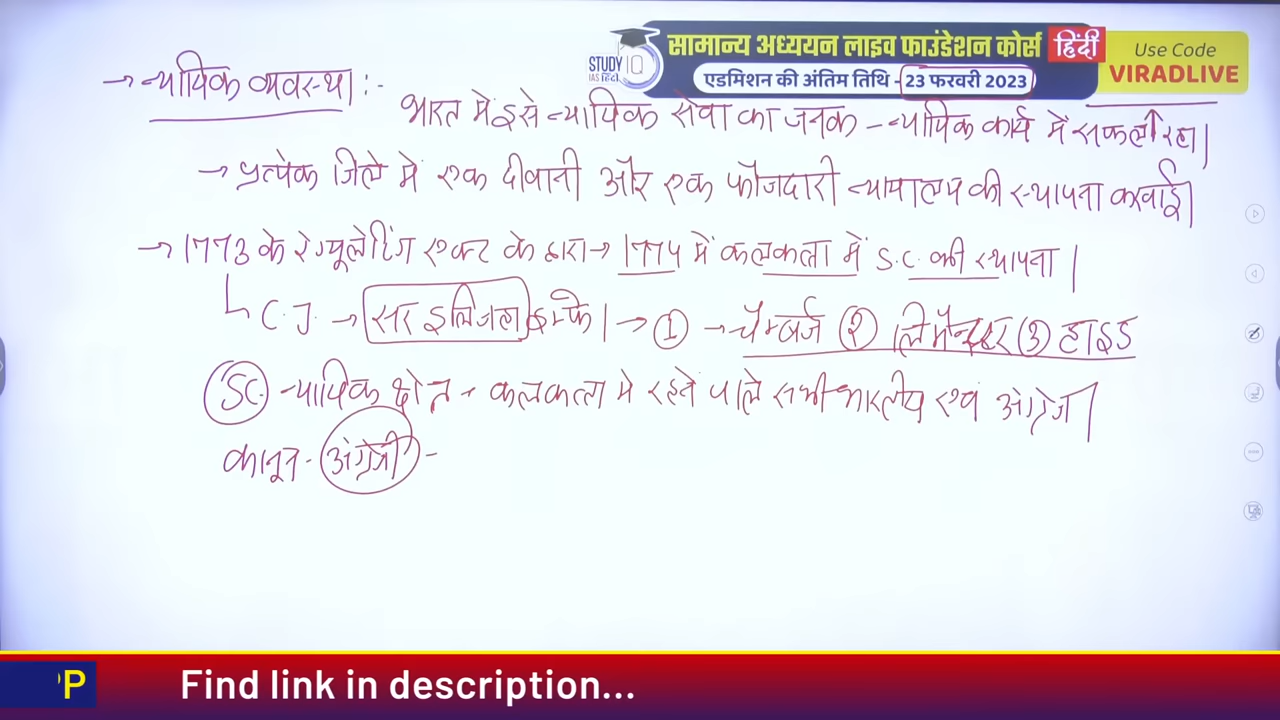 STUDY IQ
IAS हिंदी
सामान्य अध्ययन लाइव फाउंडेशन कोर्स हिंदी
एडमिशन की अंतिम तिथि - 23 फरवरी 2023
Use Code
VIRADLIVE
→ न्यायिक व्यवस्था :-
भारत में इसे न्यायिक सेवा का जनक - न्यायिक कार्य में सफल रहा।
→ प्रत्येक जिले में एक दीवानी और एक फौजदारी न्यायालय की स्थापना करवाई।
→ 1773 के रेग्यूलेटिंग एक्ट के द्वारा → 1774 में कलकत्ता में S.C. की स्थापना।
C.J. → सर इलिजाह इम्पे। → ① → चैम्बर्ज ② लिमैन्स्टर ③ हाइड
SC न्यायिक क्षेत्र - कलकत्ता मे रहने वाले सभी भारतीय एवं अंग्रेज।
कानून - अंग्रेजी -
P
Find link in description...